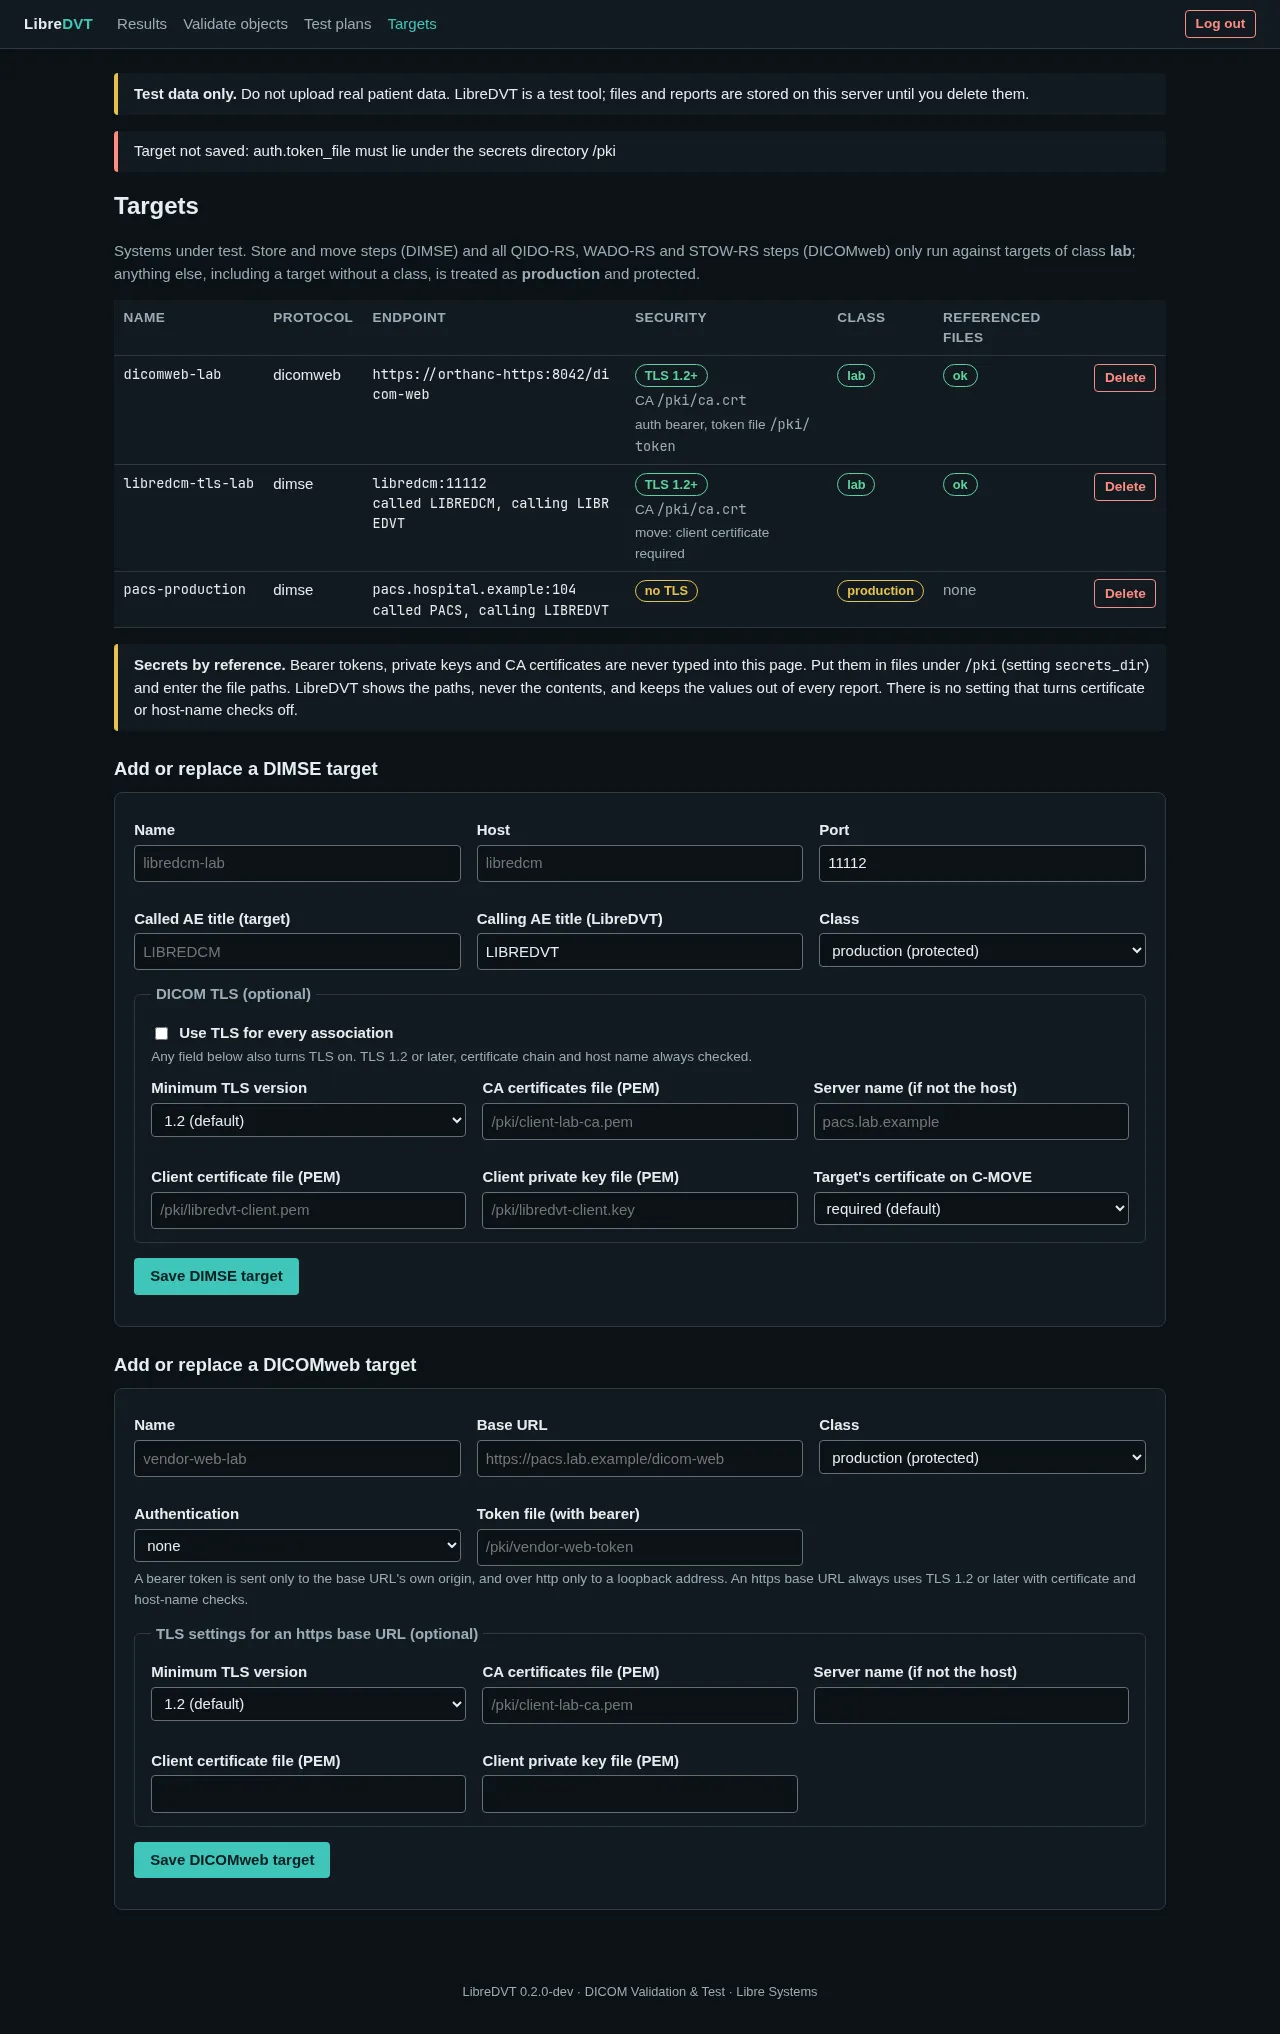 LibreDVT Results Validate objects Test plans Targets Log out
Test data only. Do not upload real patient data. LibreDVT is a test tool; files and reports are stored on this server until you delete them.
Target not saved: auth.token_file must lie under the secrets directory /pki
Targets
Systems under test. Store and move steps (DIMSE) and all QIDO-RS, WADO-RS and STOW-RS steps (DICOMweb) only run against targets of class lab;
anything else, including a target without a class, is treated as production and protected.
NAME PROTOCOL ENDPOINT SECURITY CLASS REFERENCED
FILES
dicomweb-lab dicomweb https://orthanc-https:8042/di TLS 1.2+ lab ok Delete
com-web CA /pki/ca.crt
auth bearer, token file /pki/
token
libredcm-tls-lab dimse libredcm:11112 TLS 1.2+ lab ok Delete
called LIBREDCM, calling LIBR CA /pki/ca.crt
EDVT move: client certificate
required
pacs-production dimse pacs.hospital.example:104 no TLS production none Delete
called PACS, calling LIBREDVT
Secrets by reference. Bearer tokens, private keys and CA certificates are never typed into this page. Put them in files under /pki (setting secrets_dir)
and enter the file paths. LibreDVT shows the paths, never the contents, and keeps the values out of every report. There is no setting that turns certificate
or host-name checks off.
Add or replace a DIMSE target
Name Host Port
libredcm-lab libredcm 11112
Called AE title (target) Calling AE title (LibreDVT) Class
LIBREDCM LIBREDVT production (protected)
DICOM TLS (optional)
Use TLS for every association
Any field below also turns TLS on. TLS 1.2 or later, certificate chain and host name always checked.
Minimum TLS version CA certificates file (PEM) Server name (if not the host)
1.2 (default) /pki/client-lab-ca.pem pacs.lab.example
Client certificate file (PEM) Client private key file (PEM) Target's certificate on C-MOVE
/pki/libredvt-client.pem /pki/libredvt-client.key required (default)
Save DIMSE target
Add or replace a DICOMweb target
Name Base URL Class
vendor-web-lab https://pacs.lab.example/dicom-web production (protected)
Authentication Token file (with bearer)
none /pki/vendor-web-token
A bearer token is sent only to the base URL's own origin, and over http only to a loopback address. An https base URL always uses TLS 1.2 or later with certificate and
host-name checks.
TLS settings for an https base URL (optional)
Minimum TLS version CA certificates file (PEM) Server name (if not the host)
1.2 (default) /pki/client-lab-ca.pem
Client certificate file (PEM) Client private key file (PEM)
Save DICOMweb target
LibreDVT 0.2.0-dev · DICOM Validation & Test · Libre Systems